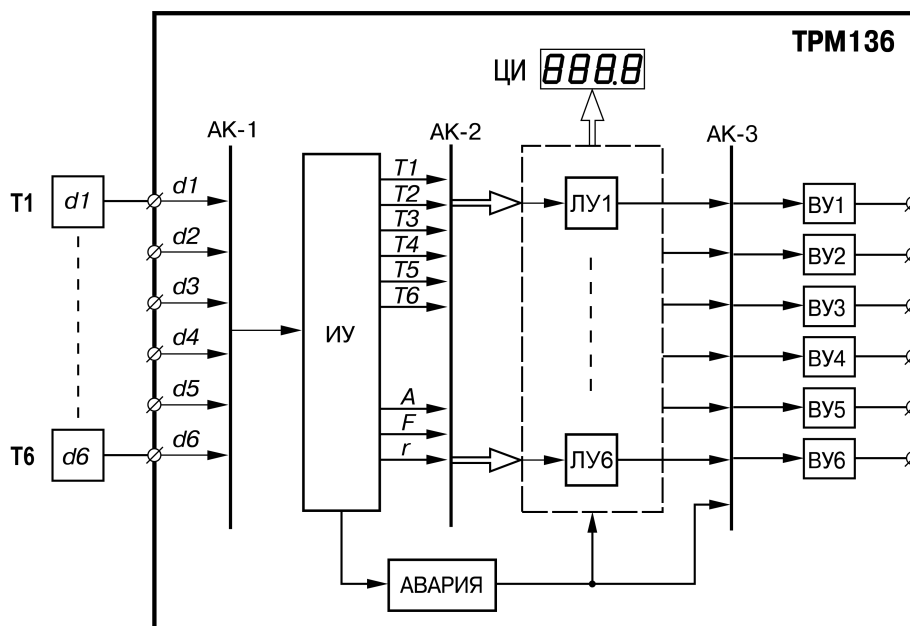 ТРМ136
ЦИ 888.8
АК-1
АК-2
АК-3
Т1
d1
d1
d2
d3
d4
d5
d6
Т6
d6
ИУ
T1
T2
T3
T4
T5
T6
A
F
r
ЛУ1
ЛУ6
ВУ1
ВУ2
ВУ3
ВУ4
ВУ5
ВУ6
АВАРИЯ